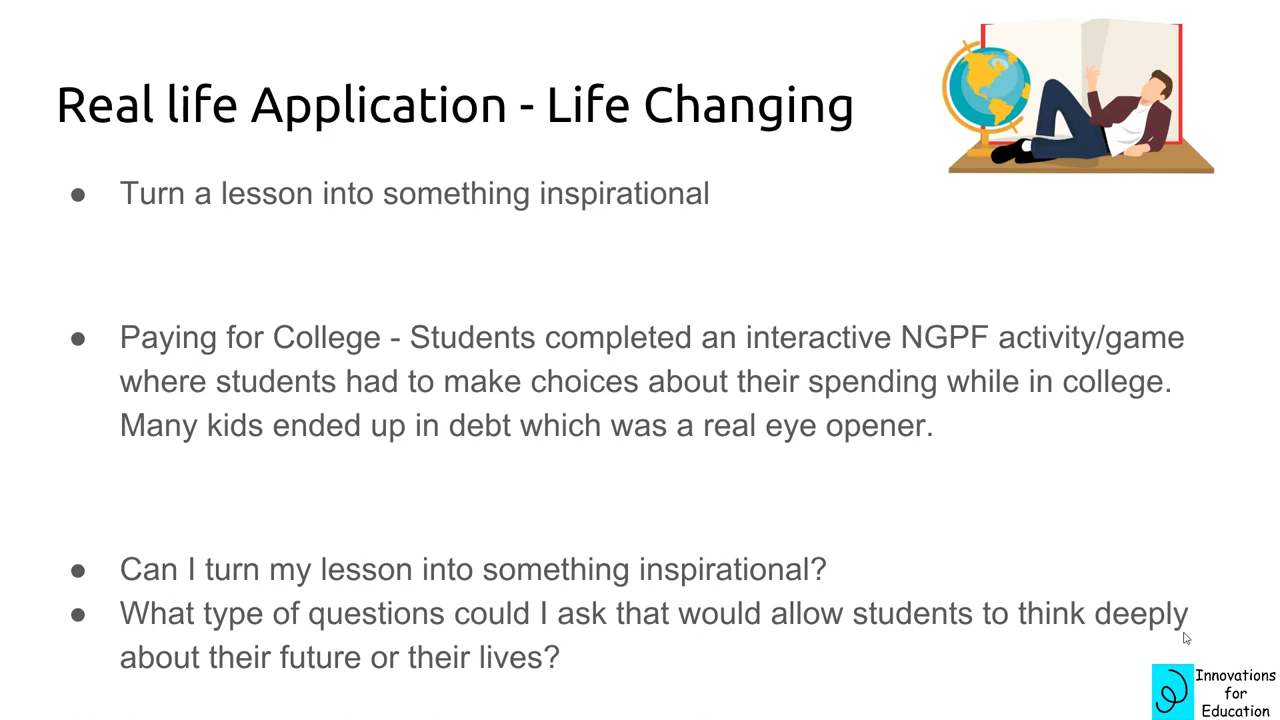 Real life Application - Life Changing
● Turn a lesson into something inspirational
● Paying for College - Students completed an interactive NGPF activity/game
where students had to make choices about their spending while in college.
Many kids ended up in debt which was a real eye opener.
● Can I turn my lesson into something inspirational?
● What type of questions could I ask that would allow students to think deeply
about their future or their lives?
Innovations
for
Education